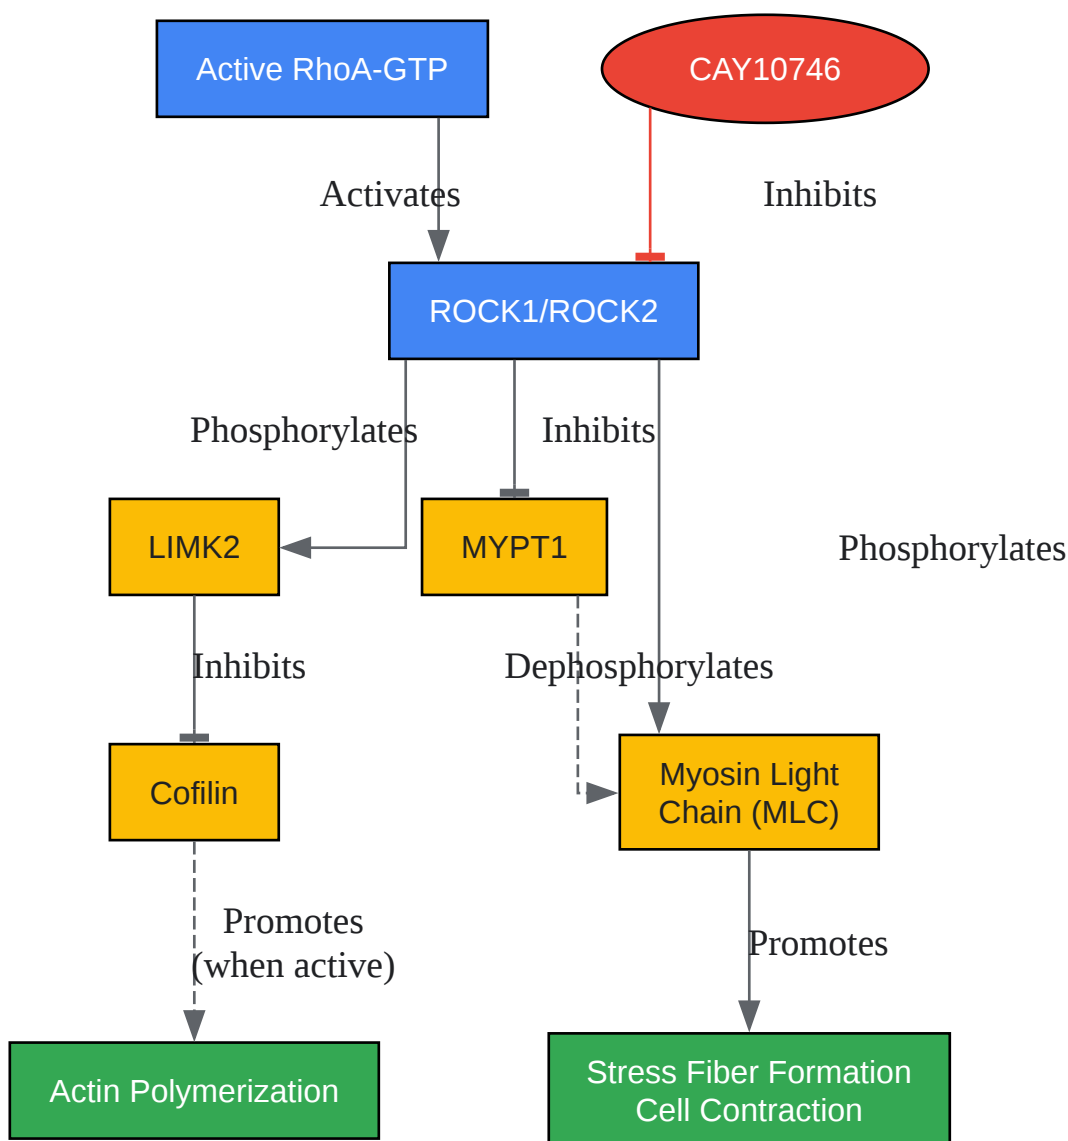 Active RhoA-GTP
CAY10746
Activates
Inhibits
ROCK1/ROCK2
Phosphorylates
Inhibits
LIMK2
MYPT1
Phosphorylates
Inhibits
Dephosphorylates
Cofilin
Myosin Light
Chain (MLC)
Promotes
(when active)
Promotes
Actin Polymerization
Stress Fiber Formation
Cell Contraction